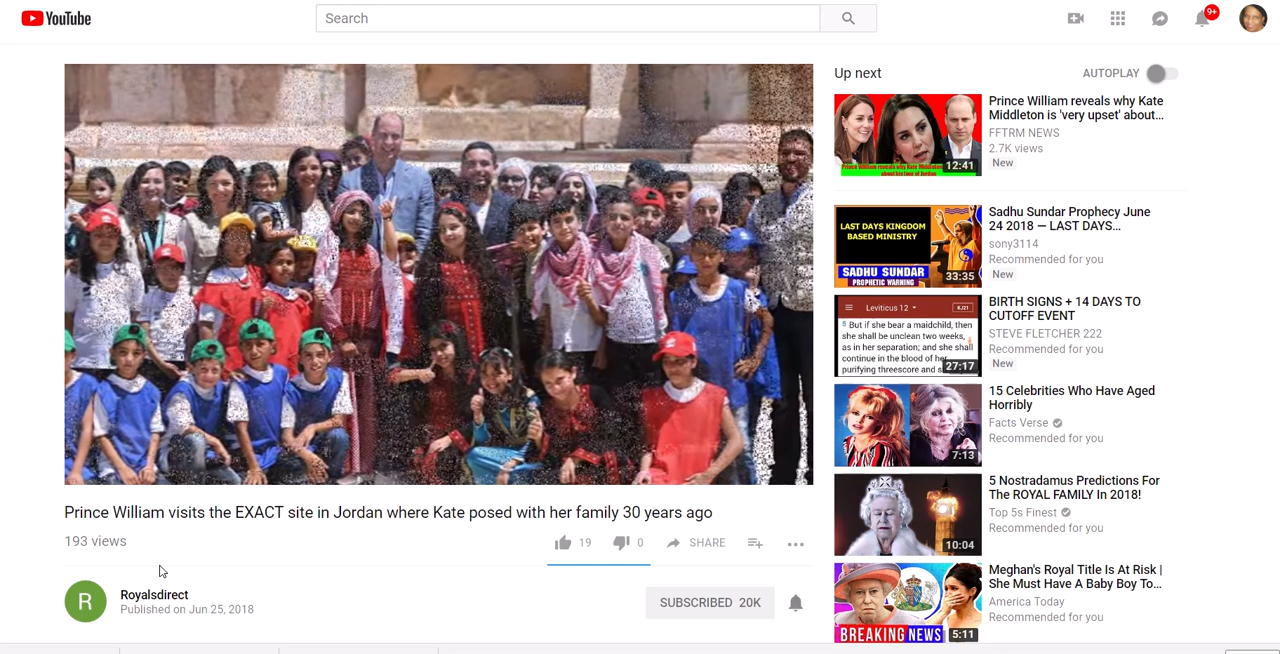 YouTube
Search
9+
Up next
AUTOPLAY
12:41
Prince William reveals why Kate
Middleton is 'very upset' about…
FFTRM NEWS
2.7K views
New
LAST DAYS KINGDOM
BASED MINISTRY
SADHU SUNDAR
PROPHETIC WARNING
33:35
Sadhu Sundar Prophecy June
24 2018 — LAST DAYS…
sony3114
Recommended for you
New
Leviticus 12
KJ21
5 But if she bear a maidchild, then
she shall be unclean two weeks,
as in her separation; and she shall
continue in the blood of her
purifying threescore and
27:17
BIRTH SIGNS + 14 DAYS TO
CUTOFF EVENT
STEVE FLETCHER 222
Recommended for you
New
7:13
15 Celebrities Who Have Aged
Horribly
Facts Verse
Recommended for you
10:04
5 Nostradamus Predictions For
The ROYAL FAMILY In 2018!
Top 5s Finest
Recommended for you
BREAKING NEWS
5:11
Meghan's Royal Title Is At Risk |
She Must Have A Baby Boy To…
America Today
Recommended for you
Prince William visits the EXACT site in Jordan where Kate posed with her family 30 years ago
193 views
19
0
SHARE
R
Royalsdirect
Published on Jun 25, 2018
SUBSCRIBED 20K